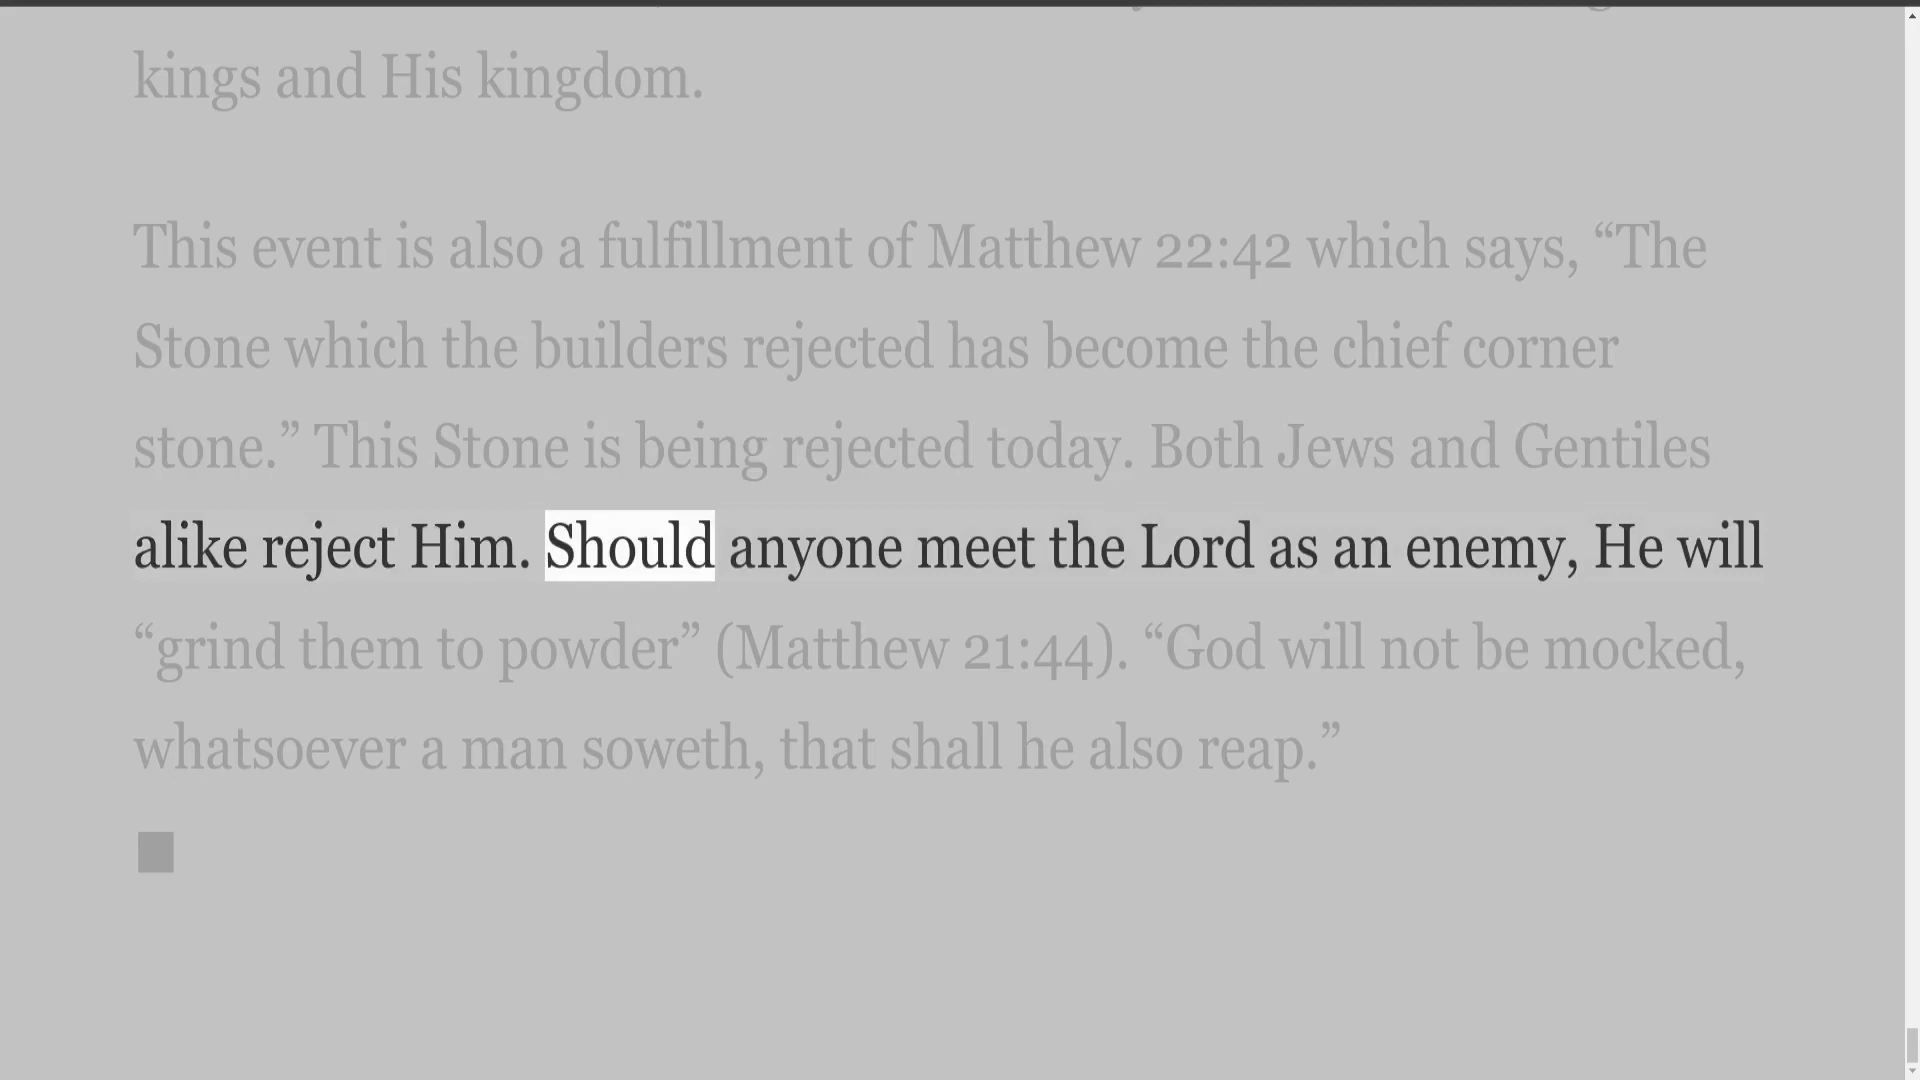 kings and His kingdom.
This event is also a fulfillment of Matthew 22:42 which says, “The
Stone which the builders rejected has become the chief corner
stone.” This Stone is being rejected today. Both Jews and Gentiles
alike reject Him. Should anyone meet the Lord as an enemy, He will
“grind them to powder” (Matthew 21:44). “God will not be mocked,
whatsoever a man soweth, that shall he also reap.”